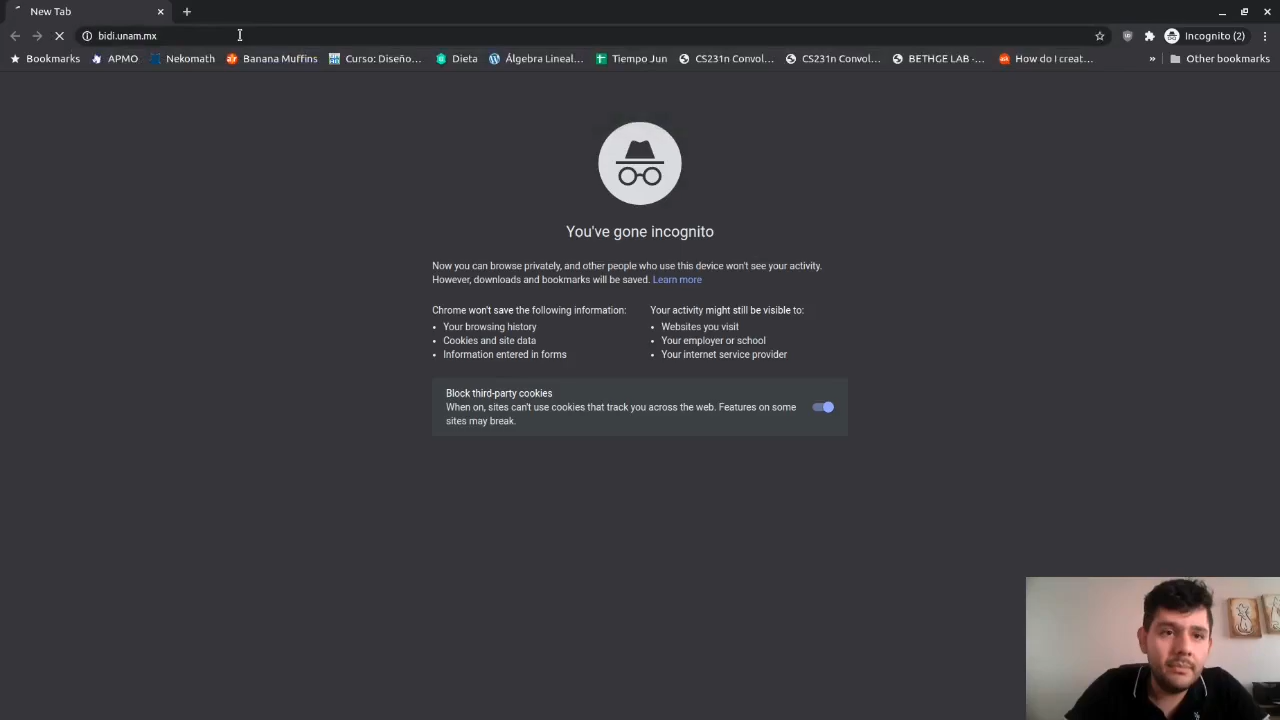 New Tab
bidi.unam.mx
Incognito (2)
Bookmarks APMO Nekomath Banana Muffins Curso: Diseño... Dieta Álgebra Lineal... Tiempo Jun CS231n Convol... CS231n Convol... BETHGE LAB -... How do I creat... » Other bookmarks
You've gone incognito
Now you can browse privately, and other people who use this device won't see your activity.
However, downloads and bookmarks will be saved. Learn more
Chrome won't save the following information:
• Your browsing history
• Cookies and site data
• Information entered in forms
Your activity might still be visible to:
• Websites you visit
• Your employer or school
• Your internet service provider
Block third-party cookies
When on, sites can't use cookies that track you across the web. Features on some
sites may break.